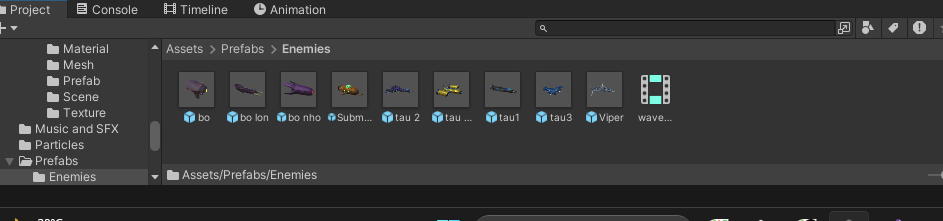 Project Console Timeline Animation
Material
Mesh
Prefab
Scene
Texture
Music and SFX
Particles
Prefabs
Enemies
Assets > Prefabs > Enemies
bo bo lon bo nho Subm... tau 2 tau ... tau1 tau3 Viper wave...
Assets/Prefabs/Enemies